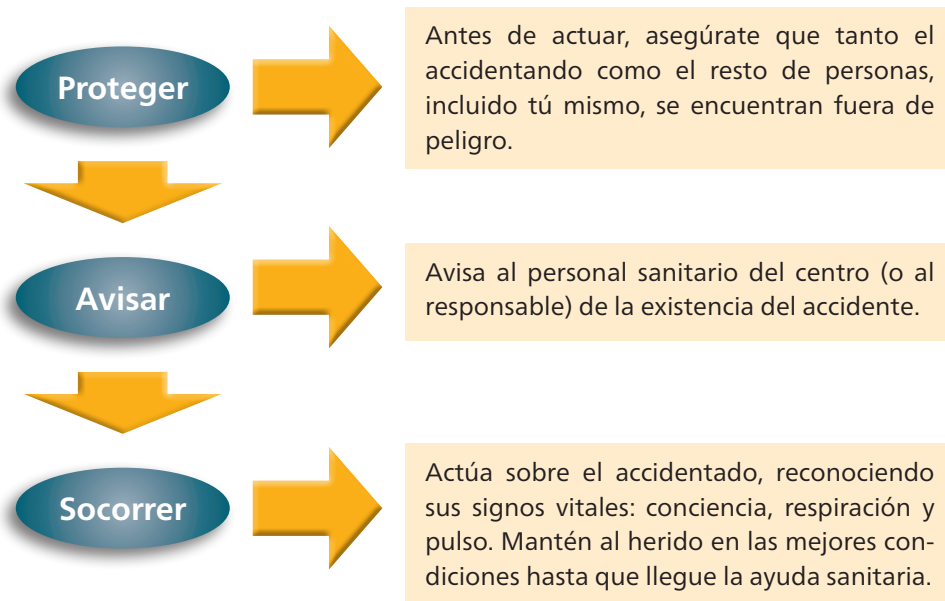 Proteger
Antes de actuar, asegúrate que tanto el
accidentando como el resto de personas,
incluido tú mismo, se encuentran fuera de
peligro.
Avisar
Avisa al personal sanitario del centro (o al
responsable) de la existencia del accidente.
Socorrer
Actúa sobre el accidentado, reconociendo
sus signos vitales: conciencia, respiración y
pulso. Mantén al herido en las mejores con-
diciones hasta que llegue la ayuda sanitaria.